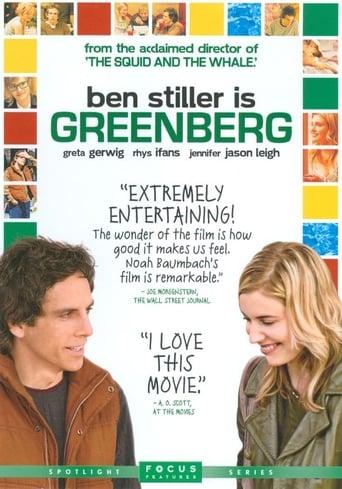 from the acclaimed director of
'THE SQUID AND THE WHALE.'
ben stiller is
GREENBERG
greta gerwig rhys ifans jennifer jason leigh
"EXTREMELY
ENTERTAINING!
The wonder of the film is how
good it makes us feel.
Noah Baumbach's
film is remarkable."
- JOE MORGENSTERN,
THE WALL STREET JOURNAL
"I LOVE
THIS
MOVIE."
- A. O. SCOTT,
AT THE MOVIES
SPOTLIGHT FOCUS SERIES
FEATURES